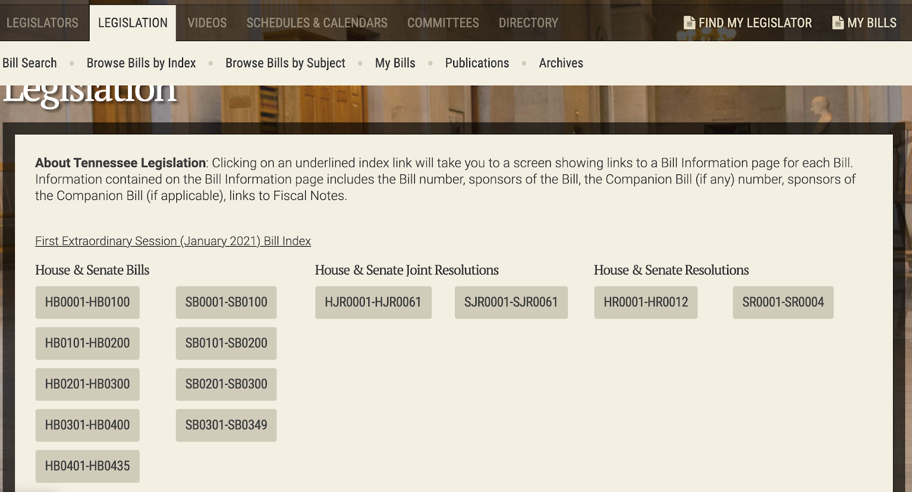 LEGISLATORS LEGISLATION VIDEOS SCHEDULES & CALENDARS COMMITTEES DIRECTORY FIND MY LEGISLATOR MY BILLS
Bill Search • Browse Bills by Index • Browse Bills by Subject • My Bills • Publications • Archives
Legislation
About Tennessee Legislation: Clicking on an underlined index link will take you to a screen showing links to a Bill Information page for each Bill.
Information contained on the Bill Information page includes the Bill number, sponsors of the Bill, the Companion Bill (if any) number, sponsors of
the Companion Bill (if applicable), links to Fiscal Notes.
First Extraordinary Session (January 2021) Bill Index
House & Senate Bills House & Senate Joint Resolutions House & Senate Resolutions
HB0001-HB0100 SB0001-SB0100 HJR0001-HJR0061 SJR0001-SJR0061 HR0001-HR0012 SR0001-SR0004
HB0101-HB0200 SB0101-SB0200
HB0201-HB0300 SB0201-SB0300
HB0301-HB0400 SB0301-SB0349
HB0401-HB0435